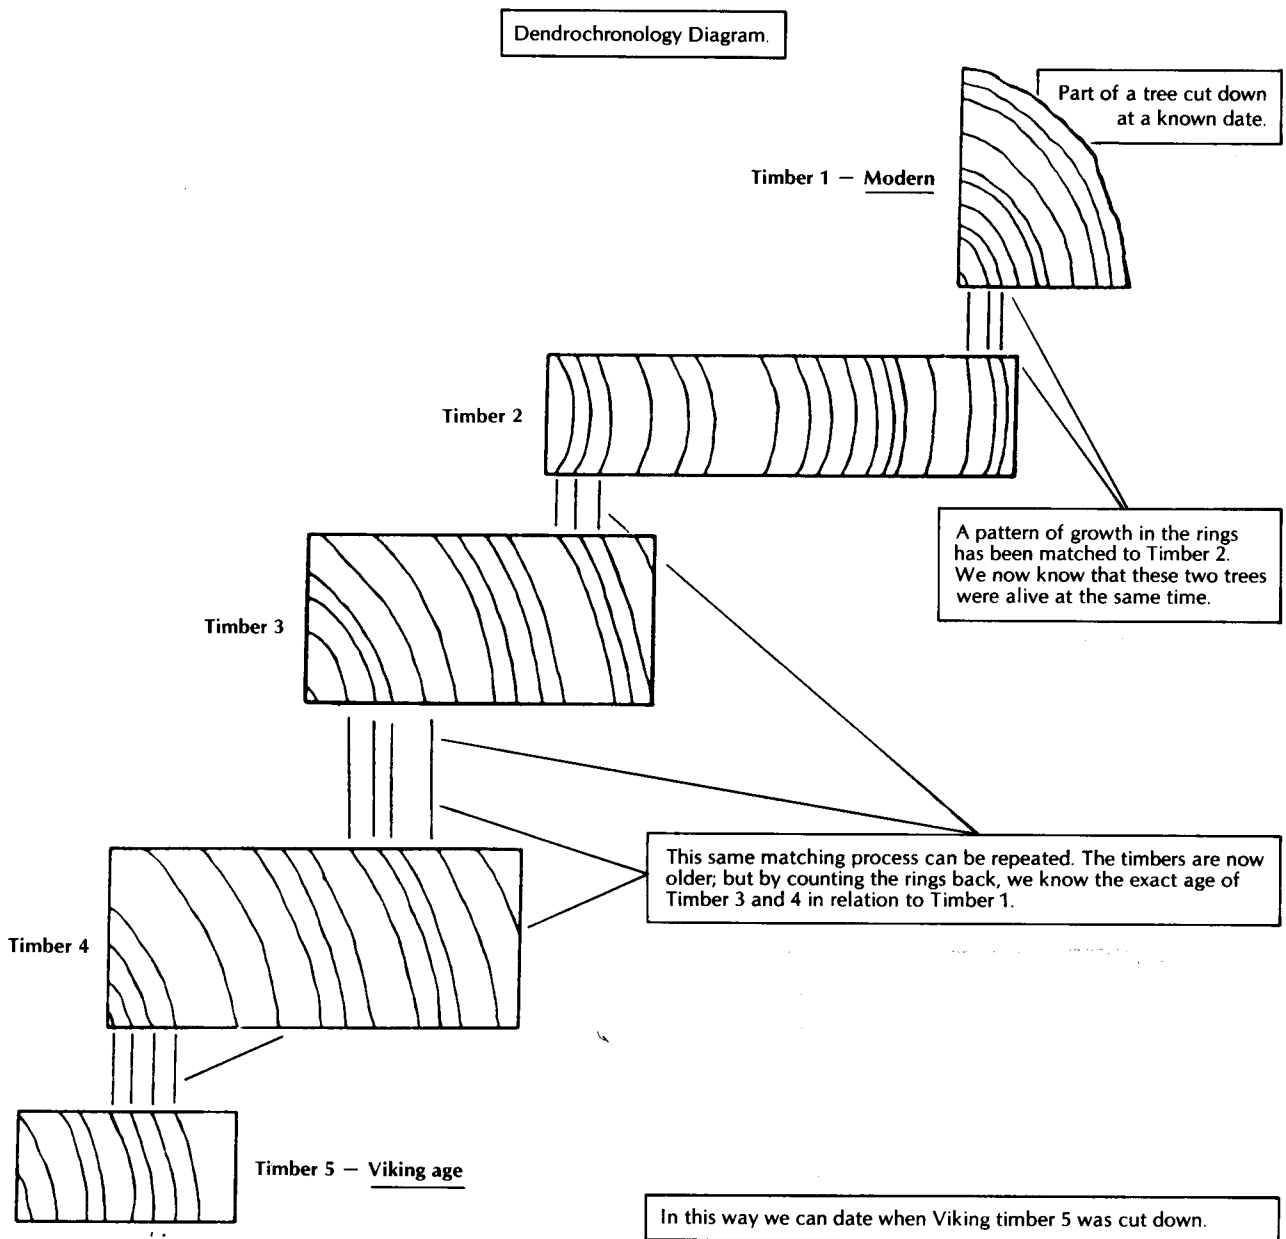 Dendrochronology Diagram.
Part of a tree cut down
at a known date.
Timber 1 — Modern
Timber 2
A pattern of growth in the rings
has been matched to Timber 2.
We now know that these two trees
were alive at the same time.
Timber 3
This same matching process can be repeated. The timbers are now
older; but by counting the rings back, we know the exact age of
Timber 3 and 4 in relation to Timber 1.
Timber 4
Timber 5 — Viking age
In this way we can date when Viking timber 5 was cut down.